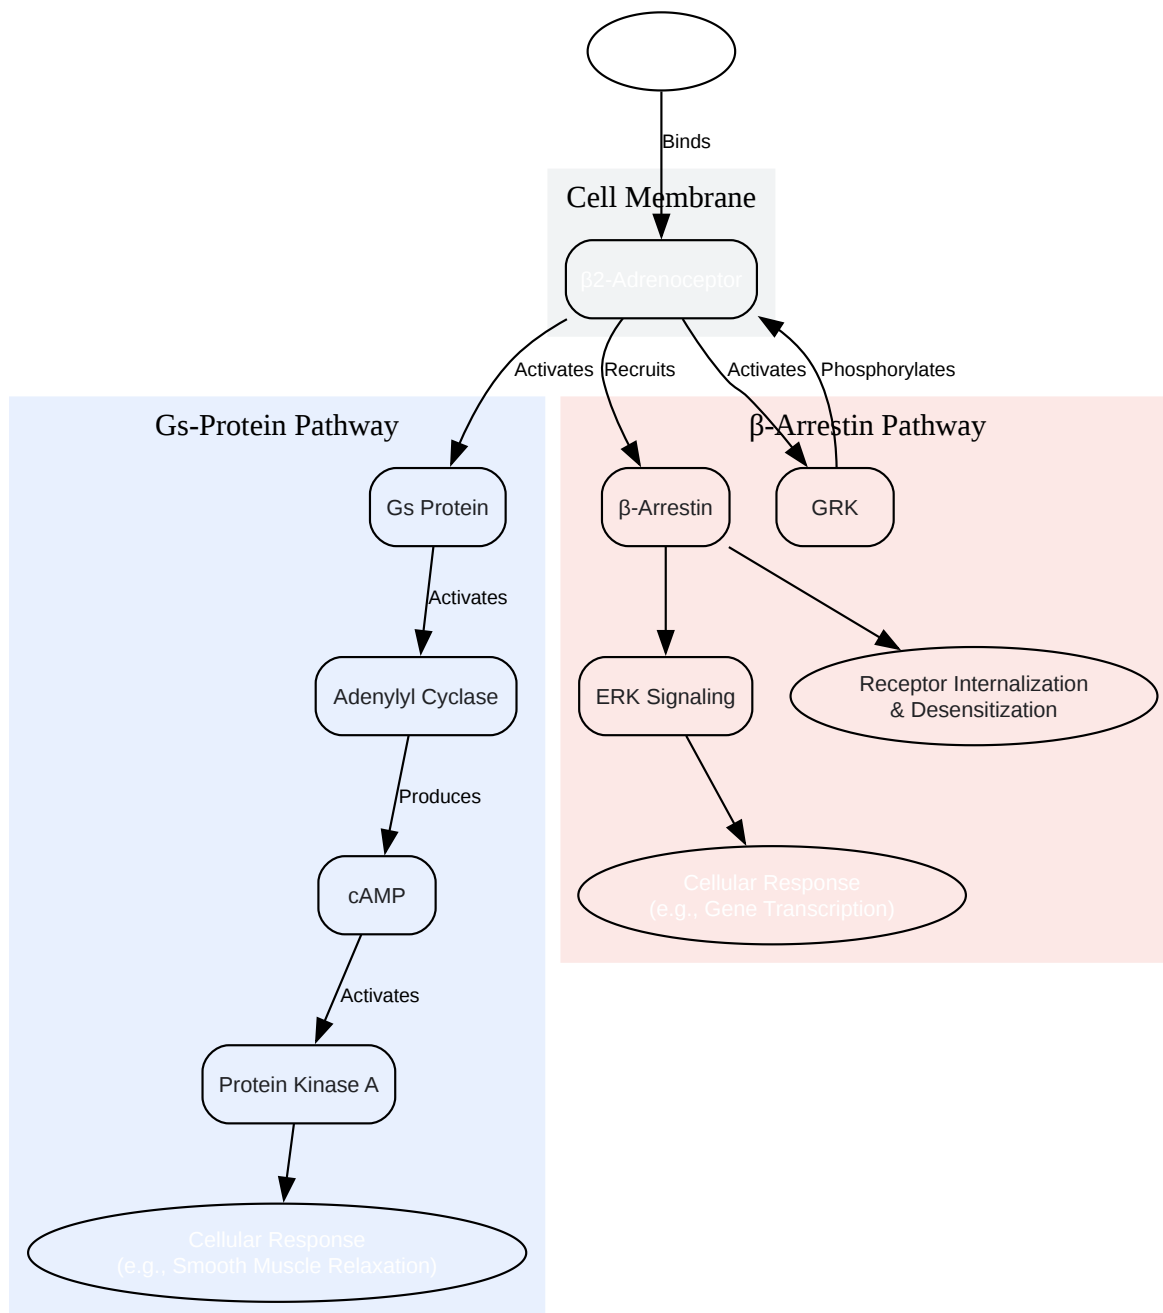 Binds
Cell Membrane
β2-Adrenoceptor
Activates
Recruits
Activates
Phosphorylates
Gs-Protein Pathway
β-Arrestin Pathway
Gs Protein
β-Arrestin
GRK
Activates
Adenylyl Cyclase
ERK Signaling
Receptor Internalization
& Desensitization
Produces
cAMP
Cellular Response
(e.g., Gene Transcription)
Activates
Protein Kinase A
Cellular Response
(e.g., Smooth Muscle Relaxation)